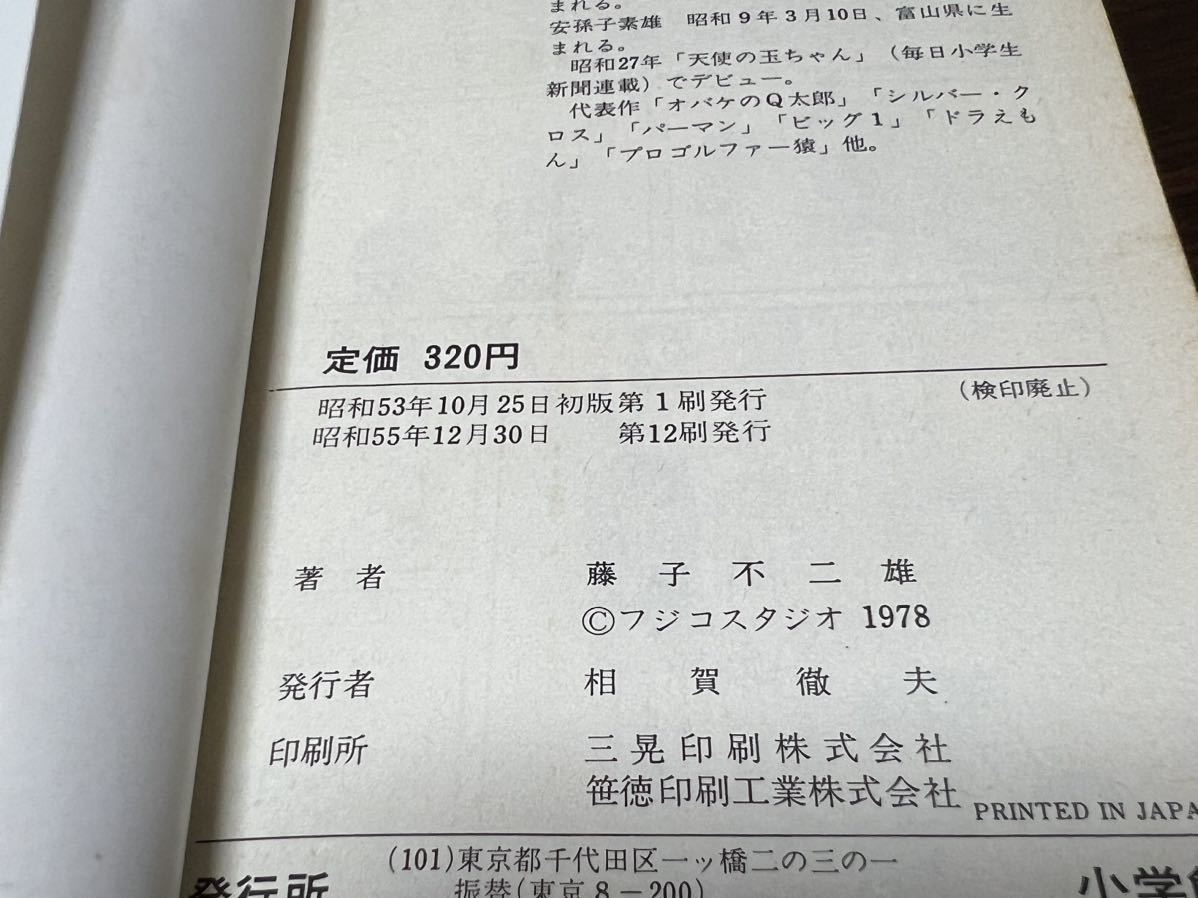 まれる。
安孫子素雄　昭和9年3月10日、富山県に生
まれる。
昭和27年「天使の玉ちゃん」（毎日小学生
新聞連載）でデビュー。
代表作「オバケのQ太郎」「シルバー・ク
ロス」「パーマン」「ビッグ1」「ドラえも
ん」「プロゴルファー猿」他。
定価 320円
昭和53年10月25日初版第1刷発行　（検印廃止）
昭和55年12月30日　第12刷発行
著者　藤子不二雄
©フジコスタジオ 1978
発行者　相賀徹夫
印刷所　三晃印刷株式会社
笹徳印刷工業株式会社　PRINTED IN JAPA
(101)東京都千代田区一ッ橋二の三の一
発行所　振替(東京8-200)　小学館